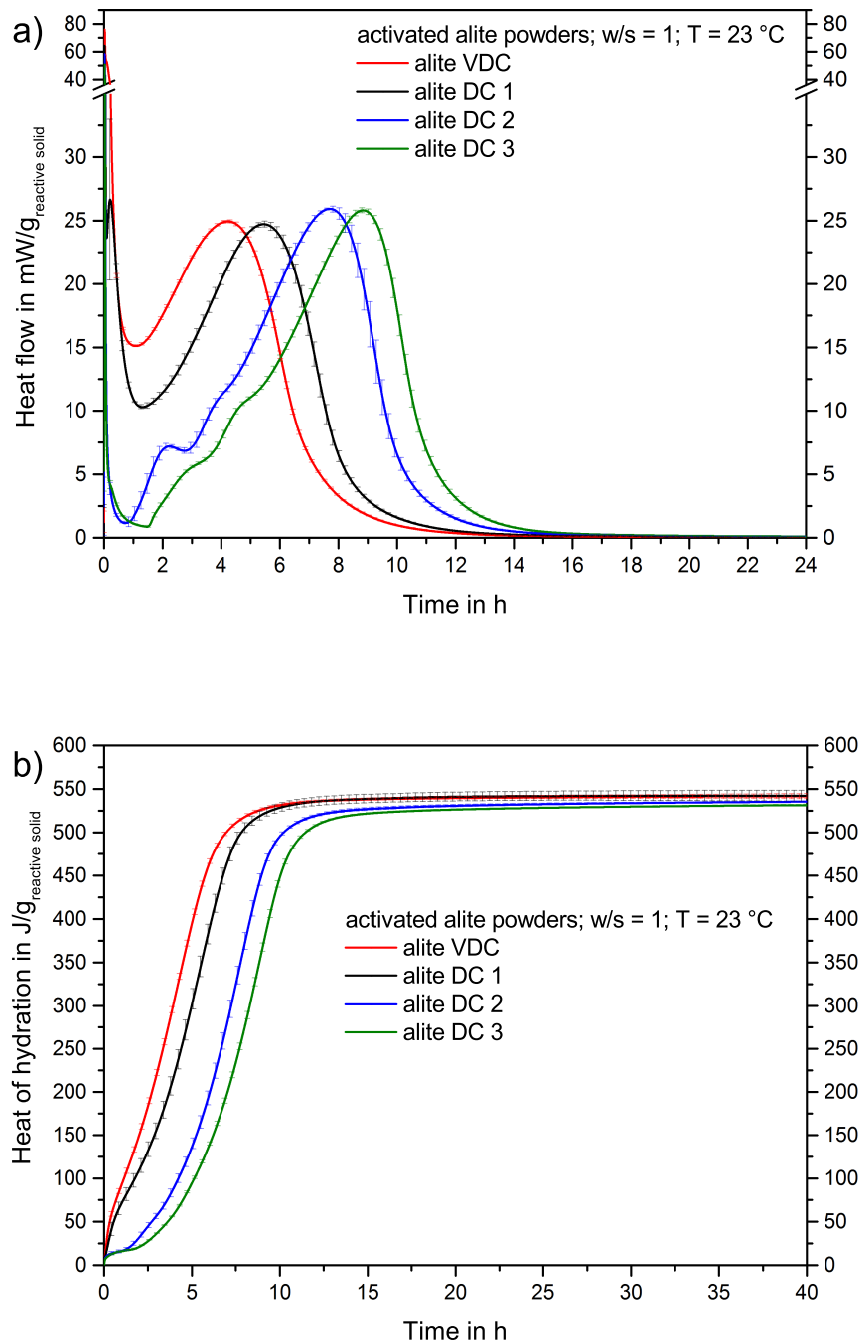 a)
activated alite powders; w/s = 1; T = 23 °C
alite VDC
alite DC 1
alite DC 2
alite DC 3
Heat flow in mW/g reactive solid
80
60
40
30
25
20
15
10
5
0
80
60
40
30
25
20
15
10
5
0
0 2 4 6 8 10 12 14 16 18 20 22 24
Time in h
b)
activated alite powders; w/s = 1; T = 23 °C
alite VDC
alite DC 1
alite DC 2
alite DC 3
Heat of hydration in J/g reactive solid
600
550
500
450
400
350
300
250
200
150
100
50
0
600
550
500
450
400
350
300
250
200
150
100
50
0
0 5 10 15 20 25 30 35 40
Time in h